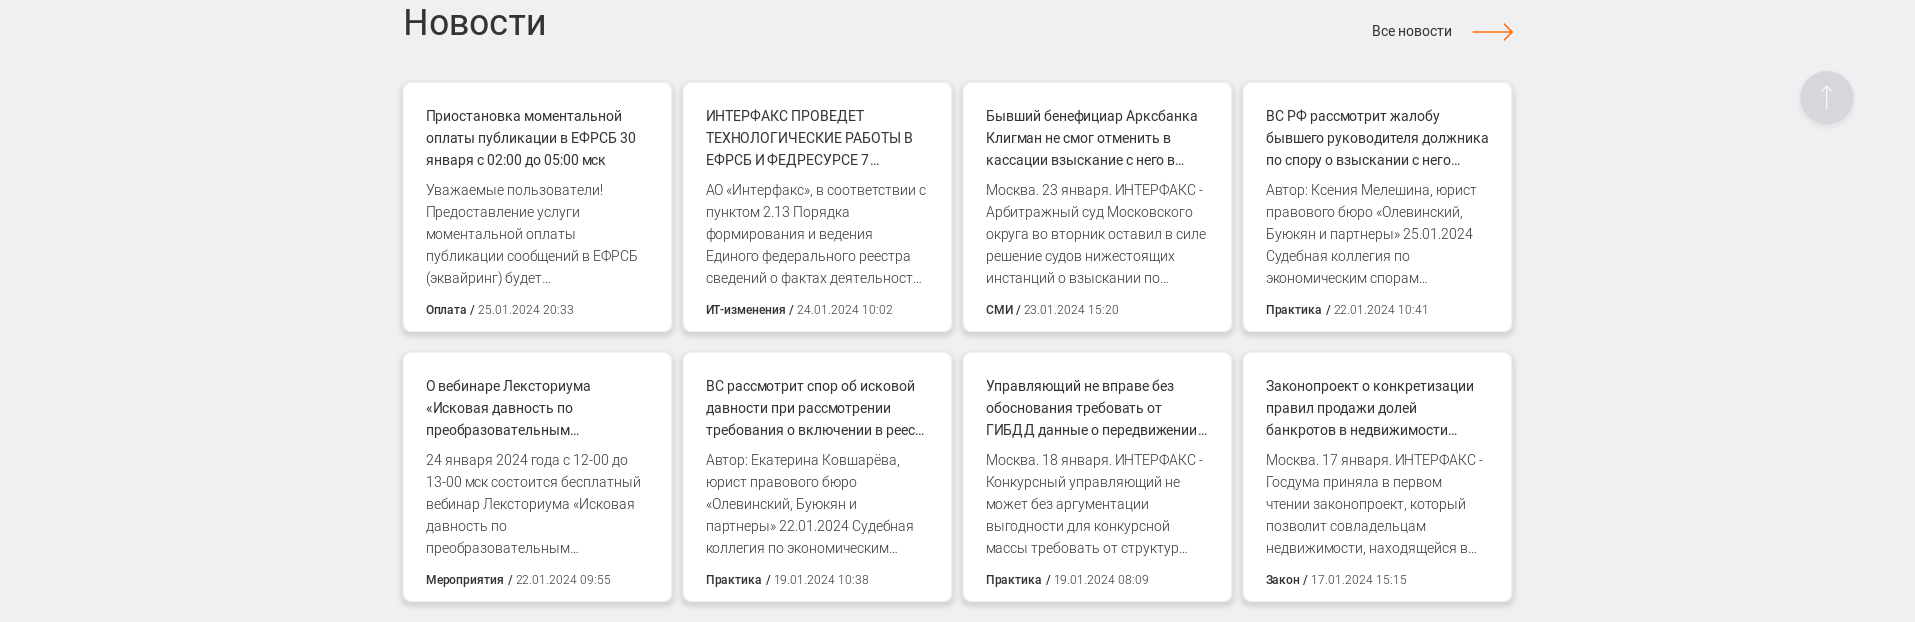 Новости
Все новости
Приостановка моментальной
оплаты публикации в ЕФРСБ 30
января с 02:00 до 05:00 мск
Уважаемые пользователи!
Предоставление услуги
моментальной оплаты
публикации сообщений в ЕФРСБ
(эквайринг) будет...
Оплата / 25.01.2024 20:33
ИНТЕРФАКС ПРОВЕДЕТ
ТЕХНОЛОГИЧЕСКИЕ РАБОТЫ В
ЕФРСБ И ФЕДРЕСУРСЕ 7...
АО «Интерфакс», в соответствии с
пунктом 2.13 Порядка
формирования и ведения
Единого федерального реестра
сведений о фактах деятельност...
ИТ-изменения / 24.01.2024 10:02
Бывший бенефициар Арксбанка
Клигман не смог отменить в
кассации взыскание с него в...
Москва. 23 января. ИНТЕРФАКС -
Арбитражный суд Московского
округа во вторник оставил в силе
решение судов нижестоящих
инстанций о взыскании по...
СМИ / 23.01.2024 15:20
ВС РФ рассмотрит жалобу
бывшего руководителя должника
по спору о взыскании с него...
Автор: Ксения Мелешина, юрист
правового бюро «Олевинский,
Буюкян и партнеры» 25.01.2024
Судебная коллегия по
экономическим спорам...
Практика / 22.01.2024 10:41
О вебинаре Лексториума
«Исковая давность по
преобразовательным...
24 января 2024 года с 12-00 до
13-00 мск состоится бесплатный
вебинар Лексториума «Исковая
давность по
преобразовательным...
Мероприятия / 22.01.2024 09:55
ВС рассмотрит спор об исковой
давности при рассмотрении
требования о включении в реес...
Автор: Екатерина Ковшарёва,
юрист правового бюро
«Олевинский, Буюкян и
партнеры» 22.01.2024 Судебная
коллегия по экономическим...
Практика / 19.01.2024 10:38
Управляющий не вправе без
обоснования требовать от
ГИБДД данные о передвижении...
Москва. 18 января. ИНТЕРФАКС -
Конкурсный управляющий не
может без аргументации
выгодности для конкурсной
массы требовать от структур...
Практика / 19.01.2024 08:09
Законопроект о конкретизации
правил продажи долей
банкротов в недвижимости...
Москва. 17 января. ИНТЕРФАКС -
Госдума приняла в первом
чтении законопроект, который
позволит совладельцам
недвижимости, находящейся в...
Закон / 17.01.2024 15:15